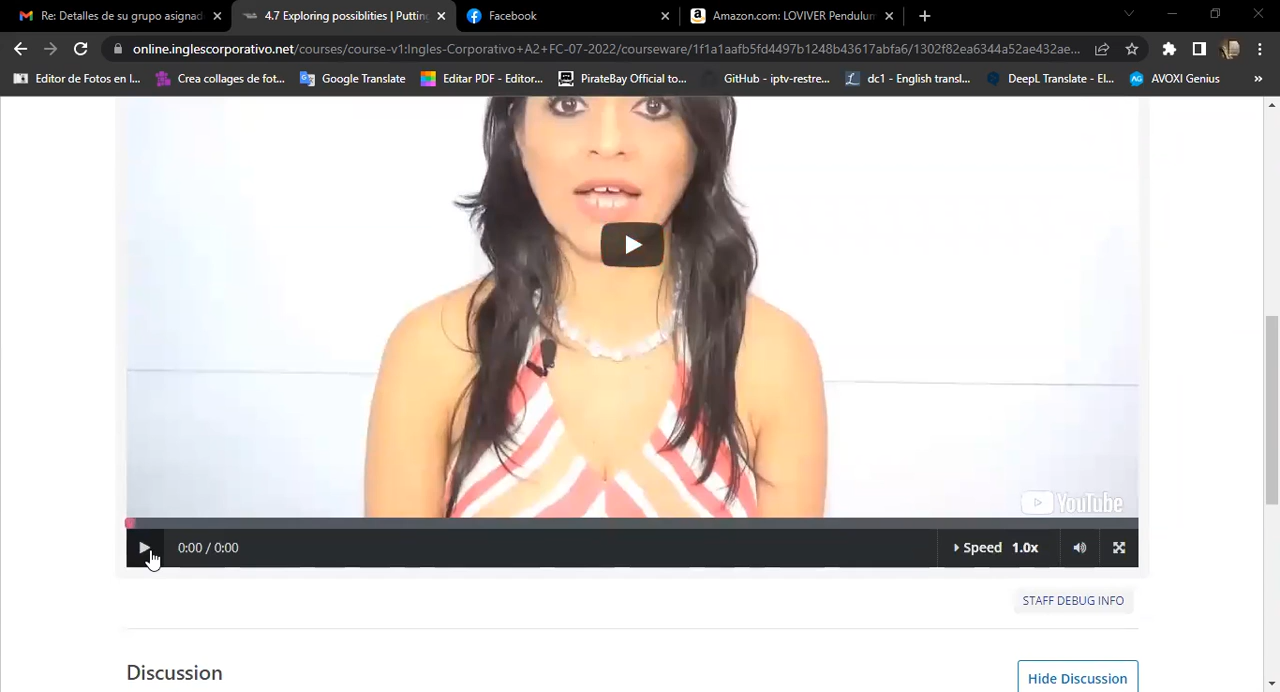 Re: Detalles de su grupo asignad
4.7 Exploring possiblities | Putting
Facebook
Amazon.com: LOVIVER Pendulum
online.inglescorporativo.net/courses/course-v1:Ingles-Corporativo+A2+FC-07-2022/courseware/1f1a1aafb5fd4497b1248b43617abfa6/1302f82ea6344a52ae432ae...
Editor de Fotos en l...
Crea collages de fot...
Google Translate
Editar PDF - Editor...
PirateBay Official to...
GitHub - iptv-restre...
dc1 - English transl...
DeepL Translate - El...
AVOXI Genius
»
YouTube
0:00 / 0:00
Speed 1.0x
STAFF DEBUG INFO
Discussion
Hide Discussion